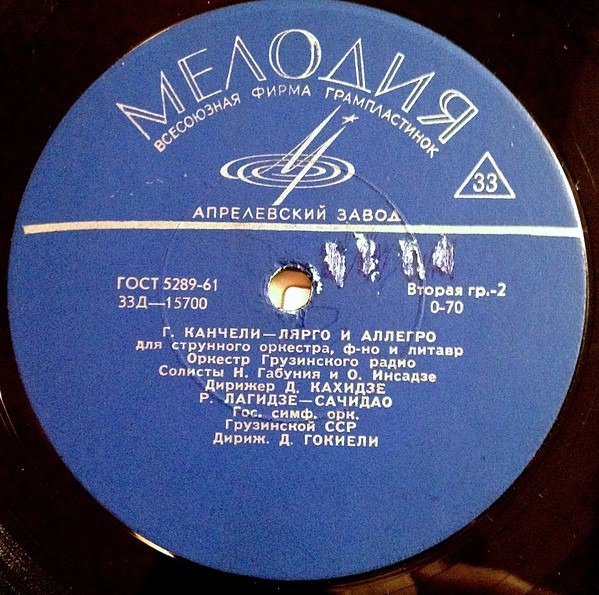 МЕЛОДИЯ
ВСЕСОЮЗНАЯ ФИРМА ГРАМПЛАСТИНОК
33
АПРЕЛЕВСКИЙ ЗАВОД
ГОСТ 5289-61
33Д—15700
Вторая гр.-2
0-70
Г. КАНЧЕЛИ—ЛЯРГО И АЛЛЕГРО
для струнного оркестра, ф-но и литавр
Оркестр Грузинского радио
Солисты Н. Габуния и О. Инсадзе
Дирижер Д. КАХИДЗЕ
Р. ЛАГИДЗЕ—САЧИДАО
Гос. симф. орк.
Грузинской ССР
Дириж. Д. ГОКИЕЛИ